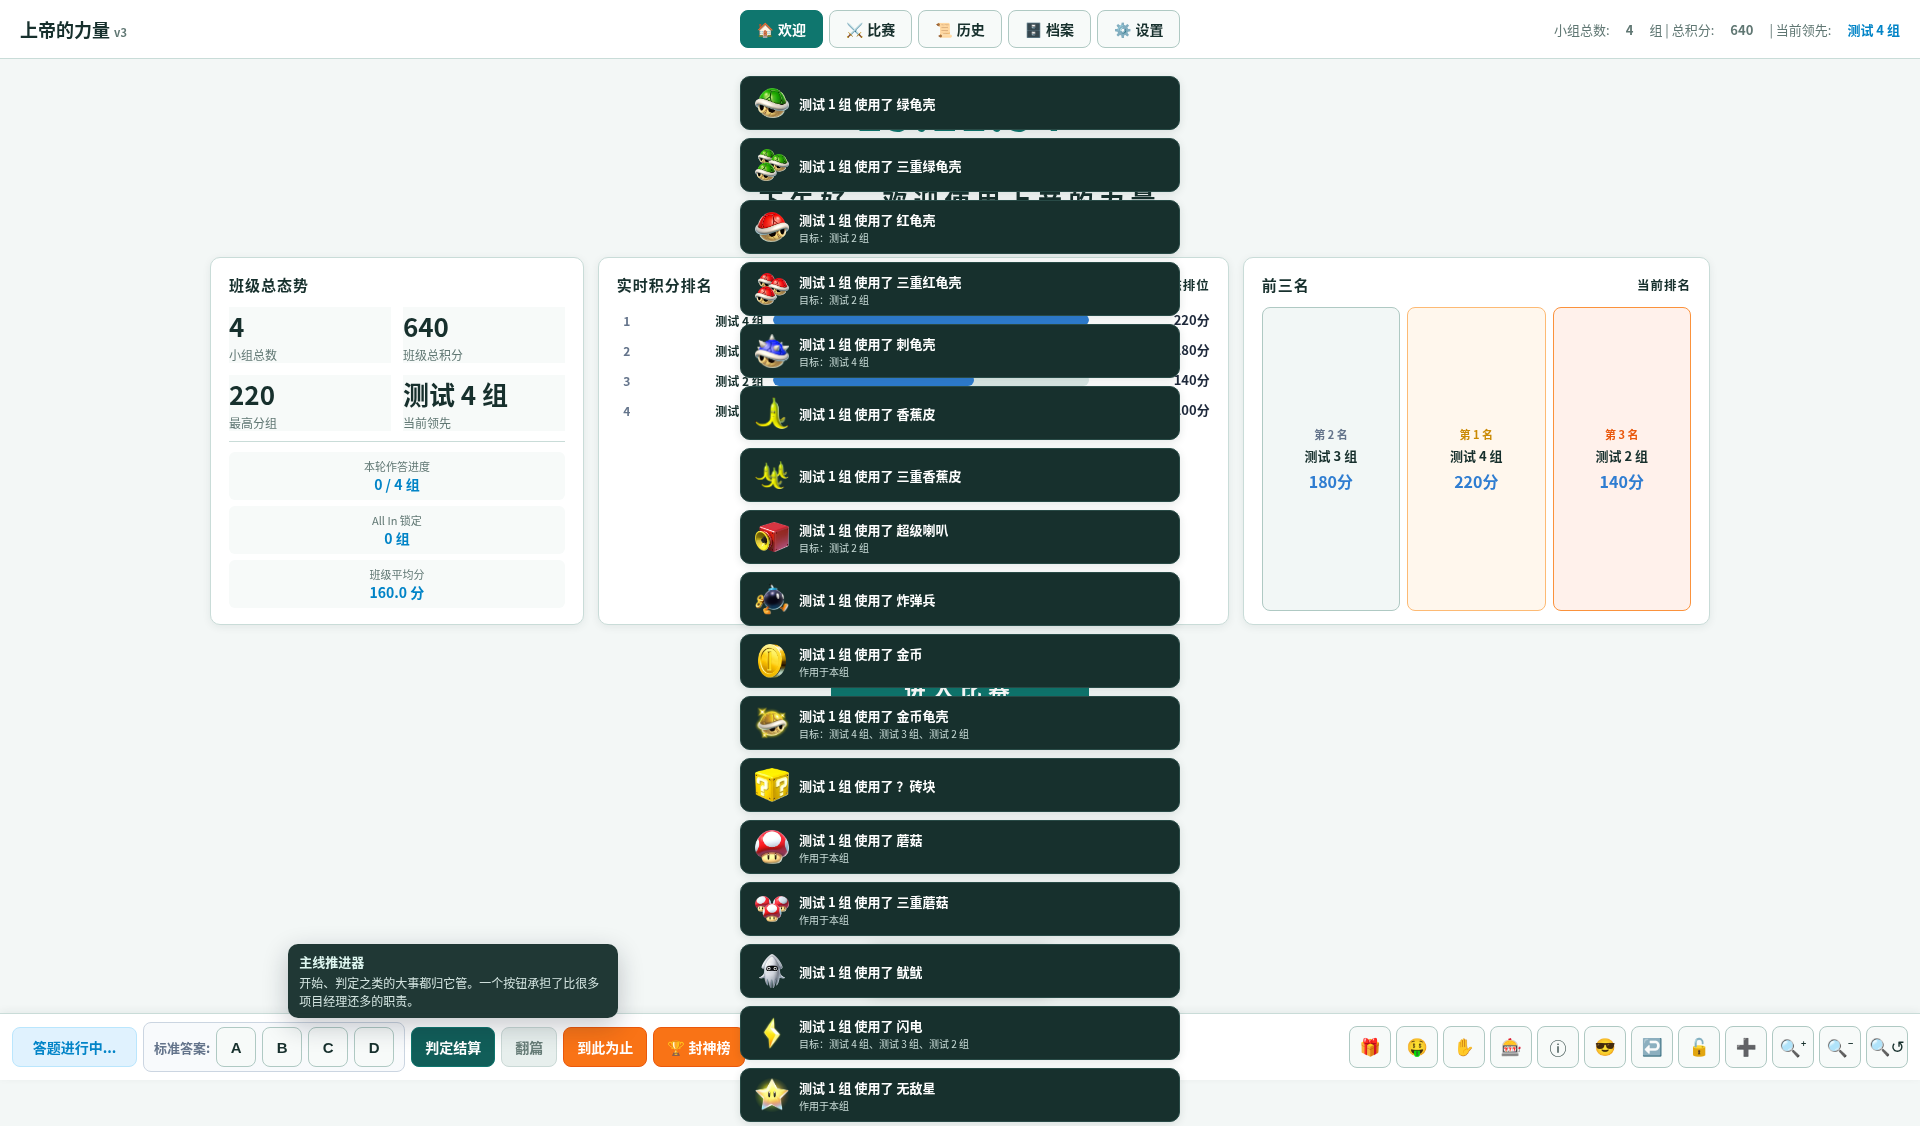 上帝的力量 v3
欢迎
比赛
历史
档案
设置
小组总数: 4 组 | 总积分: 640 | 当前领先: 测试 4 组
测试 1 组 使用了 绿龟壳
测试 1 组 使用了 三重绿龟壳
测试 1 组 使用了 红龟壳
目标：测试 2 组
测试 1 组 使用了 三重红龟壳
目标：测试 2 组
测试 1 组 使用了 刺龟壳
目标：测试 4 组
测试 1 组 使用了 香蕉皮
测试 1 组 使用了 三重香蕉皮
测试 1 组 使用了 超级喇叭
目标：测试 2 组
测试 1 组 使用了 炸弹兵
测试 1 组 使用了 金币
作用于本组
测试 1 组 使用了 金币龟壳
目标：测试 4 组、测试 3 组、测试 2 组
测试 1 组 使用了 ？砖块
测试 1 组 使用了 蘑菇
作用于本组
测试 1 组 使用了 三重蘑菇
作用于本组
测试 1 组 使用了 鱿鱿
测试 1 组 使用了 闪电
目标：测试 4 组、测试 3 组、测试 2 组
测试 1 组 使用了 无敌星
作用于本组
班级总态势
4
小组总数
640
班级总积分
220
最高分组
测试 4 组
当前领先
本轮作答进度
0 / 4 组
All In 锁定
0 组
班级平均分
160.0 分
实时积分排名
排位
1 测试 4 组 220分
2 测试 80分
3 测试 2 组 140分
4 测试 00分
前三名
当前排名
第 2 名
测试 3 组
180分
第 1 名
测试 4 组
220分
第 3 名
测试 2 组
140分
主线推进器
开始、判定之类的大事都归它管。一个按钮承担了比很多
项目经理还多的职责。
答题进行中...
标准答案:
A
B
C
D
判定结算
翻篇
到此为止
封神榜